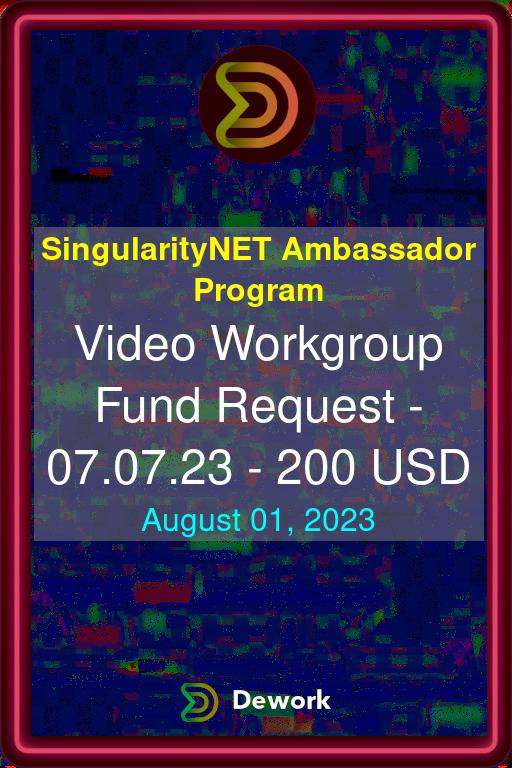 SingularityNET Ambassador
Program
Video Workgroup
Fund Request -
07.07.23 - 200 USD
August 01, 2023
Dework